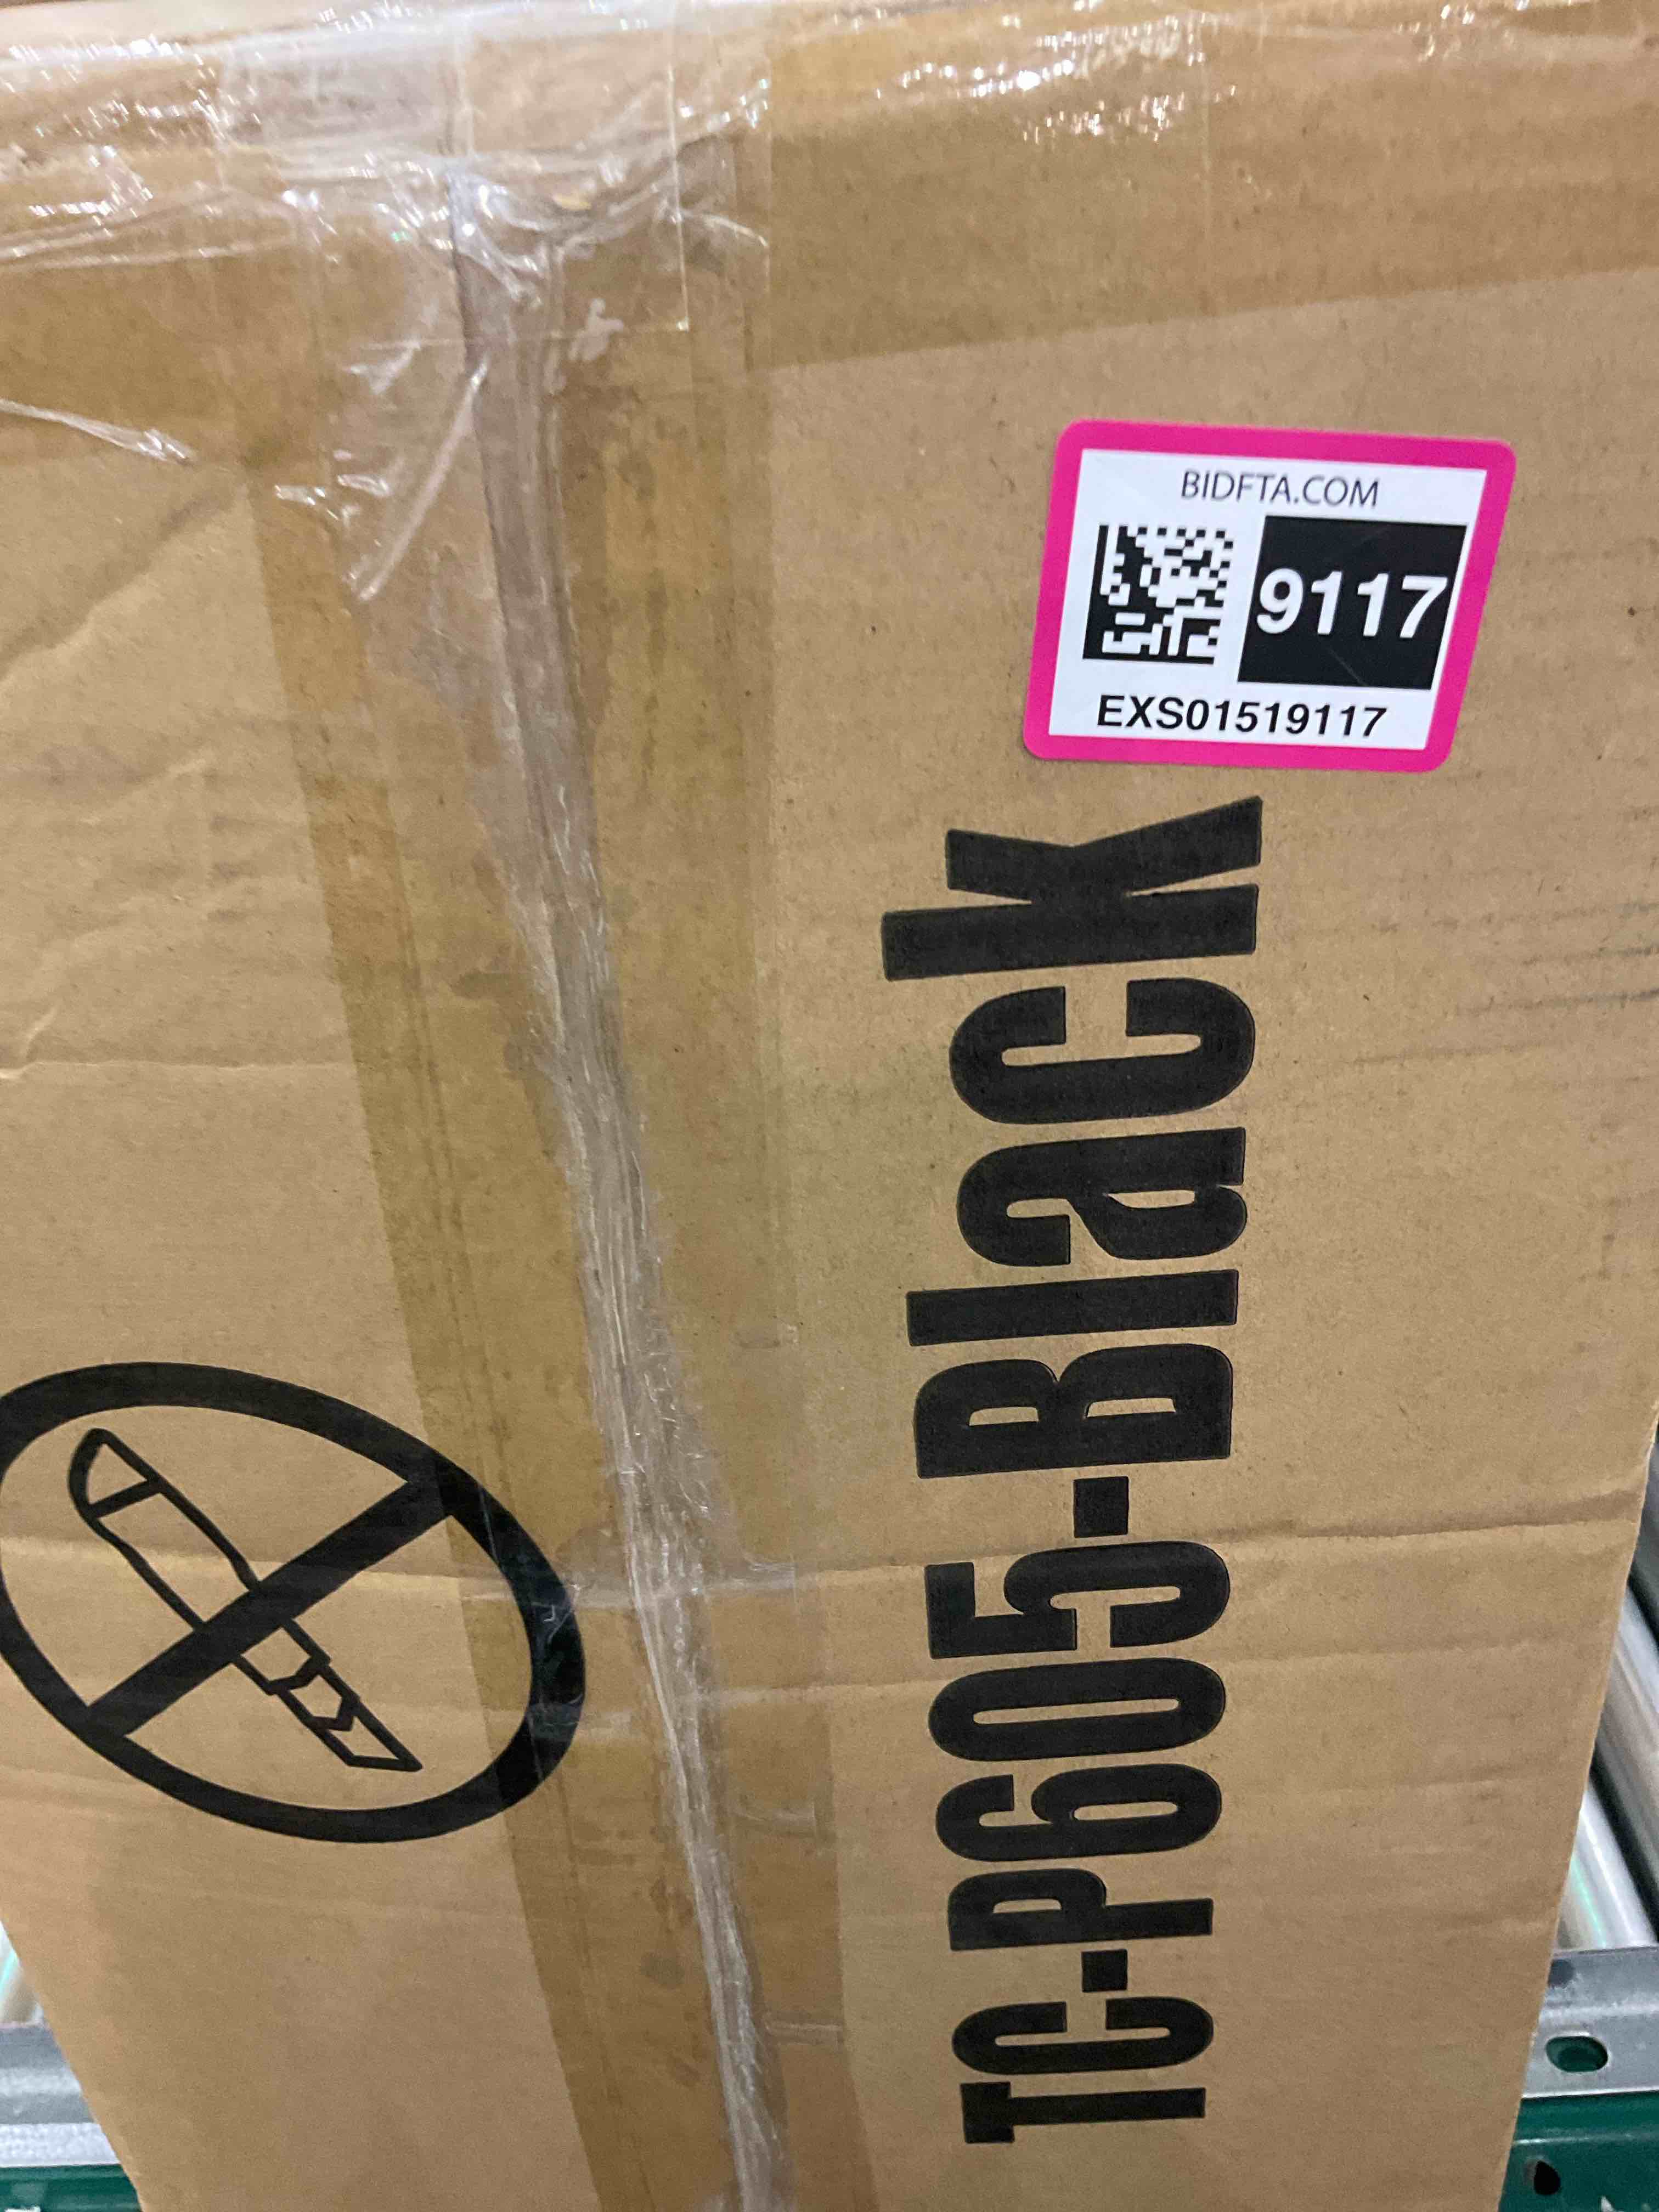 BIDFTA.COM
9117
EXS01519117
TC-P605-Black